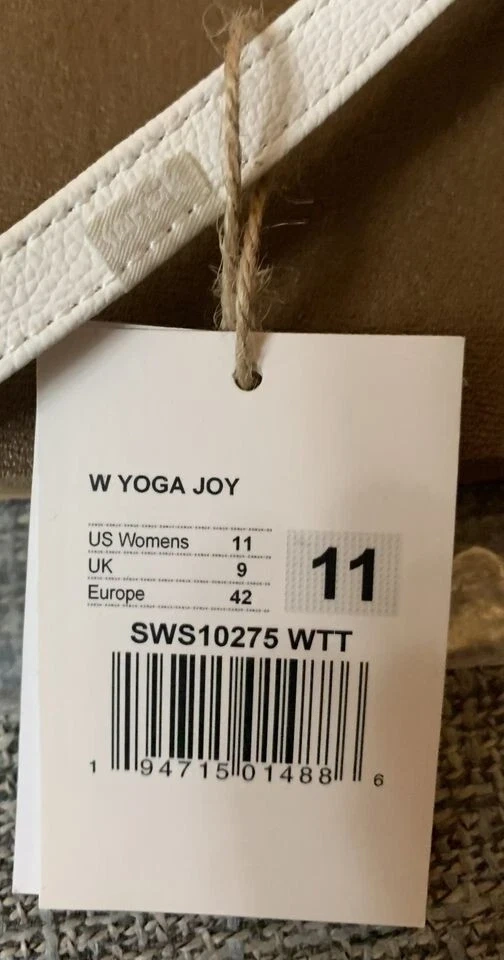 W YOGA JOY
US Womens 11
UK 9
Europe 42
11
SWS10275 WTT
1 94715 01488 6